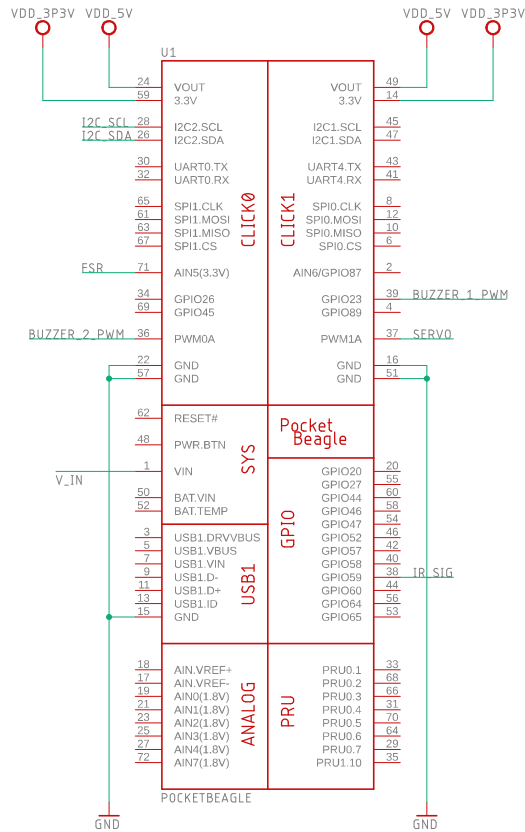 VDD_3P3V VDD_5V VDD_5V VDD_3P3V
U1
24 VOUT VOUT 49
59 3.3V 3.3V 14
I2C_SCL 28 I2C2.SCL I2C1.SCL 45
I2C_SDA 26 I2C2.SDA I2C1.SDA 47
30 UART0.TX UART4.TX 43
32 UART0.RX UART4.RX 41
65 SPI1.CLK SPI0.CLK 8
61 SPI1.MOSI SPI0.MOSI 12
63 SPI1.MISO SPI0.MISO 10
67 SPI1.CS SPI0.CS 6
CLICK0 CLICK1
FSR 71 AIN5(3.3V) AIN6/GPIO87 2
34 GPIO26 GPIO23 39 BUZZER_1_PWM
69 GPIO45 GPIO89 4
BUZZER_2_PWM 36 PWM0A PWM1A 37 SERVO
22 GND GND 16
57 GND GND 51
62 RESET#
Pocket
Beagle
48 PWR.BTN
SYS
V_IN 1 VIN GPIO20 20
GPIO27 55
50 BAT.VIN GPIO44 60
52 BAT.TEMP GPIO46 58
GPIO47 54
GPIO
3 USB1.DRVVBUS GPIO52 46
5 USB1.VBUS GPIO57 42
7 USB1.VIN GPIO58 40
9 USB1.D- GPIO59 38 IR_SIG
11 USB1.D+ GPIO60 44
13 USB1.ID GPIO64 56
15 GND GPIO65 53
USB1
18 AIN.VREF+ PRU0.1 33
17 AIN.VREF- PRU0.2 68
19 AIN0(1.8V) PRU0.3 66
21 AIN1(1.8V) PRU0.4 31
23 AIN2(1.8V) PRU0.5 70
25 AIN3(1.8V) PRU0.6 64
27 AIN4(1.8V) PRU0.7 29
72 AIN7(1.8V) PRU1.10 35
ANALOG PRU
POCKETBEAGLE
GND GND